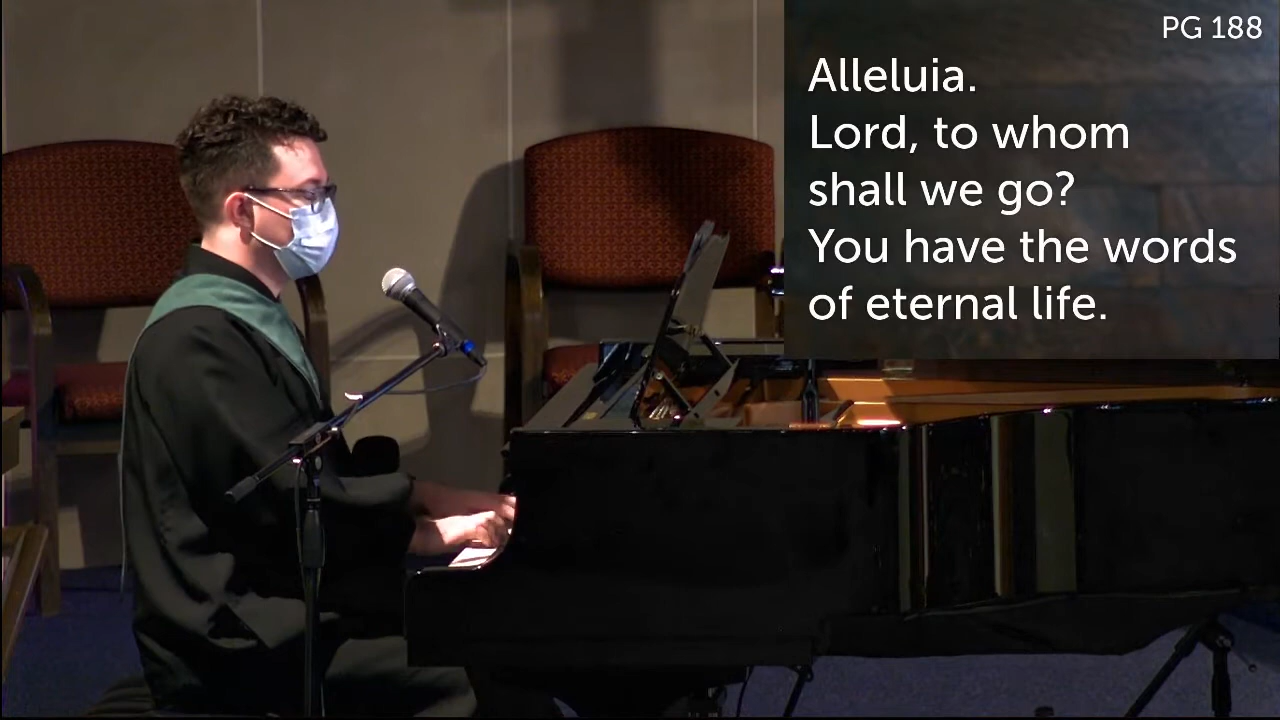 PG 188
Alleluia.
Lord, to whom
shall we go?
You have the words
of eternal life.